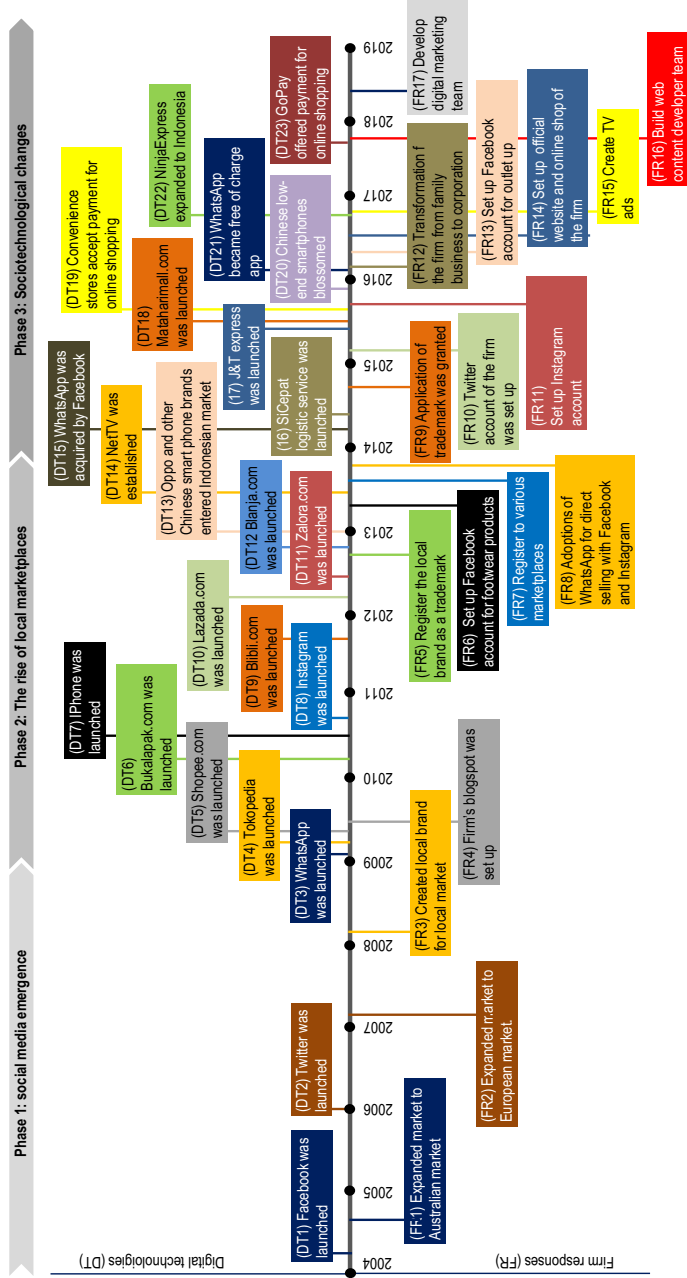 Phase 1: social media emergence
Phase 2: The rise of local marketplaces
Phase 3: Sociotechnological changes
Digital technologies (DT)
(DT1) Facebook was
launched
(DT2) Twitter was
launched
(DT3) WhatsApp
was launched
(DT4) Tokopedia
was launched
(DT5) Shopee.com
was launched
(DT6)
Bukalapak.com was
launched
(DT7) IPhone was
launched
(DT8) Instagram
was launched
(DT9) Blibli.com
was launched
(DT10) Lazada.com
was launched
(DT11) Zalora.com
was launched
(DT12 Blanja.com
was launched
(DT13) Oppo and other
Chinese smart phone brands
entered Indonesian market
(DT14) NetTV was
established
(DT15) WhatsApp was
acquired by Facebook
(16) SiCepat
logistic service was
launched
(17) J&T express
was launched
(DT18)
Mataharimall.com
was launched
(DT19) Convenience
stores accept payment for
online shopping
(DT20) Chinese low-
end smartphones
blossomed
(DT21) WhatsApp
became free of charge
app
(DT22) NinjaExpress
expanded to Indonesia
(DT23) GoPay
offered payment for
online shopping
2004
2005
2006
2007
2008
2009
2010
2011
2012
2013
2014
2015
2016
2017
2018
2019
Firm responses (FR)
(FF.1) Expanded market to
Australian market
(FR2) Expanded market to
European market.
(FR3) Created local brand
for local market
(FR4) Firm's blogspot was
set up
(FR5) Register the local
brand as a trademark
(FR6) Set up Facebook
account for footwear products
(FR7) Register to various
marketplaces
(FR8) Adoptions of
WhatsApp for direct
selling with Facebook
and Instagram
(FR9) Application of
trademark was granted
(FR10) Twitter
account of the firm
was set up
(FR11)
Set up Instagram
account
(FR12) Transformation f
the firm from family
business to corporation
(FR13) Set up Facebook
account for outlet up
(FR14) Set up official
website and online shop of
the firm
(FR15) Create TV
ads
(FR16) Build web
content developer team
(FR17) Develop
digital marketing
team